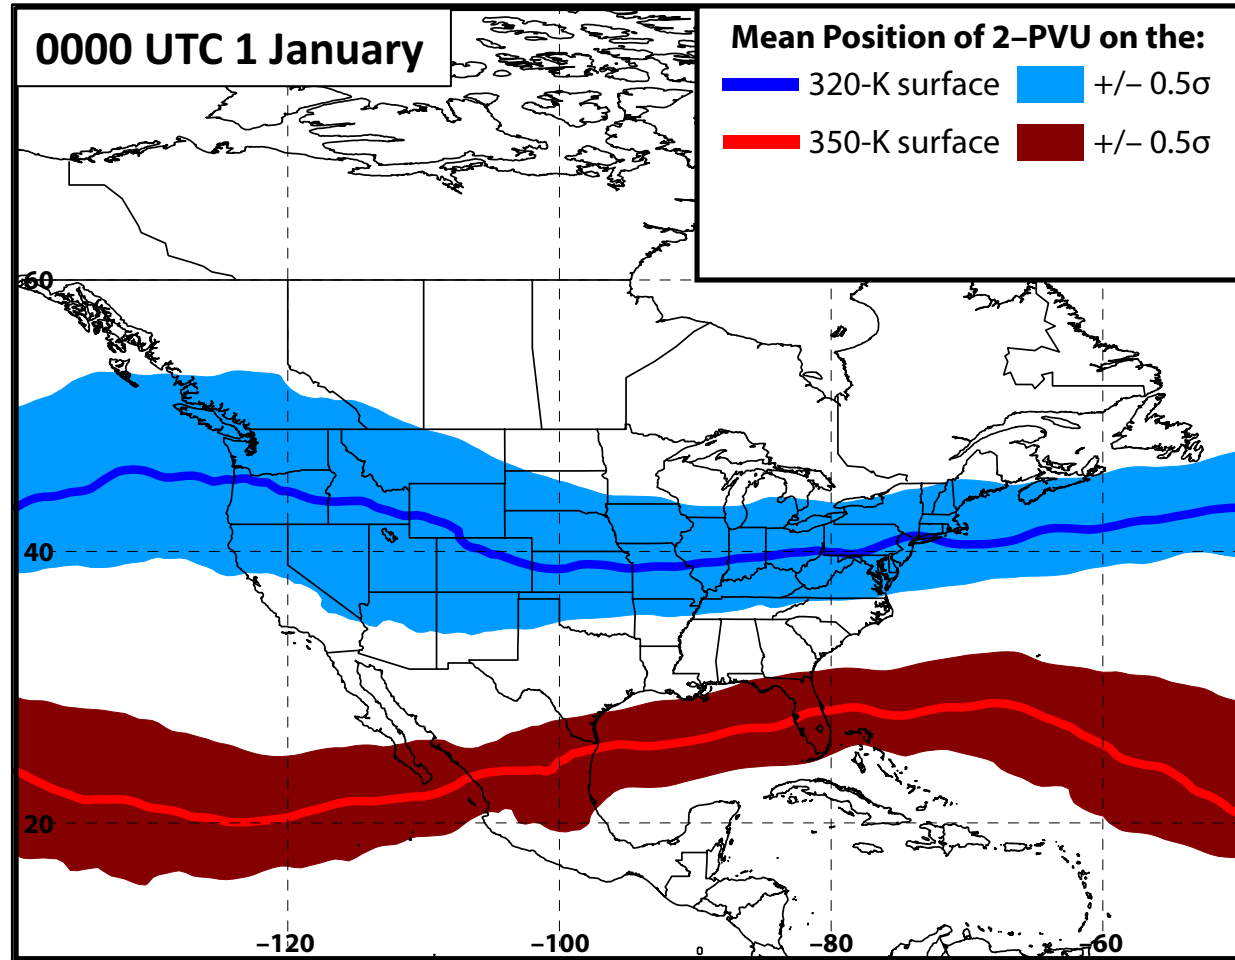 0000 UTC 1 January
Mean Position of 2–PVU on the:
320-K surface +/– 0.5σ
350-K surface +/– 0.5σ
60
40
20
–120 –100 –80 –60